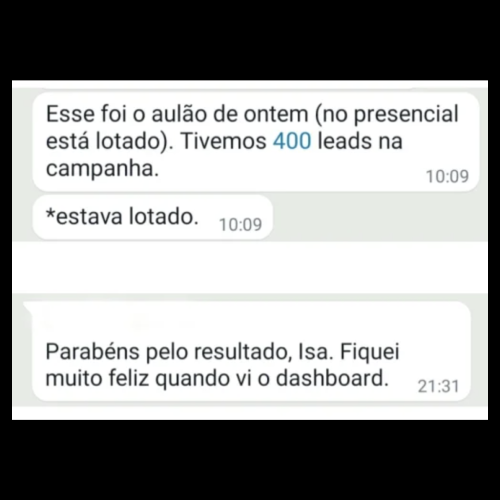 Esse foi o aulão de ontem (no presencial
está lotado). Tivemos 400 leads na
campanha.
10:09
*estava lotado.
10:09
Parabéns pelo resultado, Isa. Fiquei
muito feliz quando vi o dashboard.
21:31